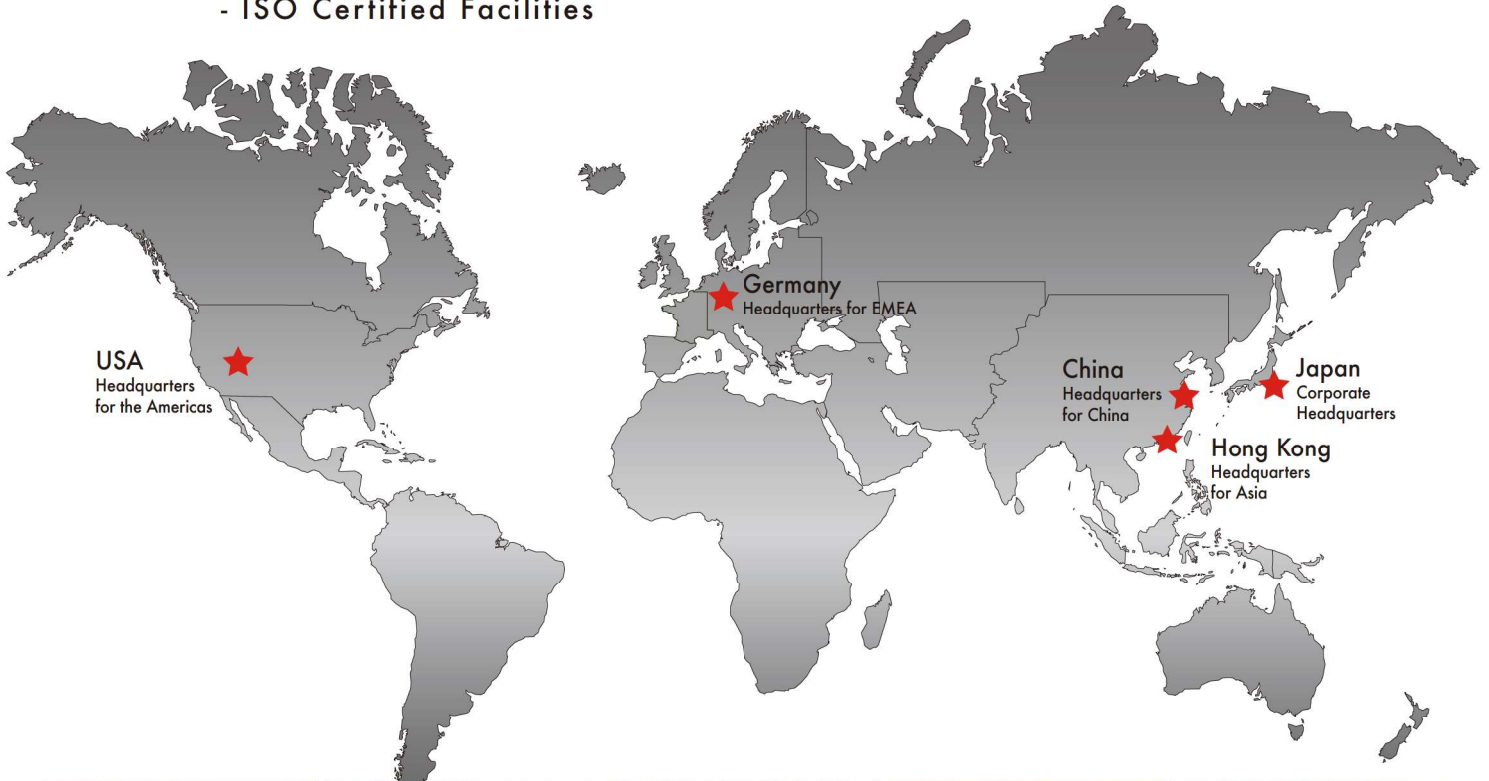 - ISO Certified Facilities
Germany
Headquarters for EMEA
USA
Headquarters
for the Americas
China
Headquarters
for China
Japan
Corporate
Headquarters
Hong Kong
Headquarters
for Asia